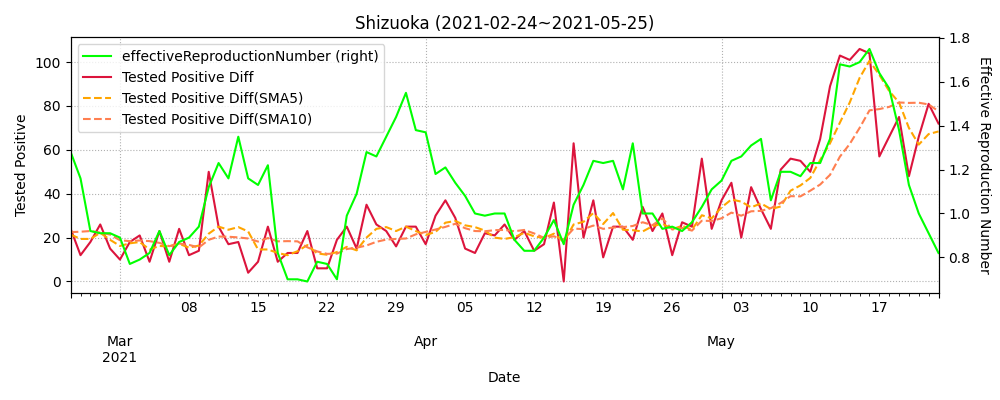 Shizuoka (2021-02-24~2021-05-25)
effectiveReproductionNumber (right)
Tested Positive Diff
Tested Positive Diff(SMA5)
Tested Positive Diff(SMA10)
Tested Positive
100
80
60
40
20
0
Effective Reproduction Number
1.8
1.6
1.4
1.2
1.0
0.8
08 15 22 29 05 12 19 26 03 10 17
Mar Apr May
2021
Date